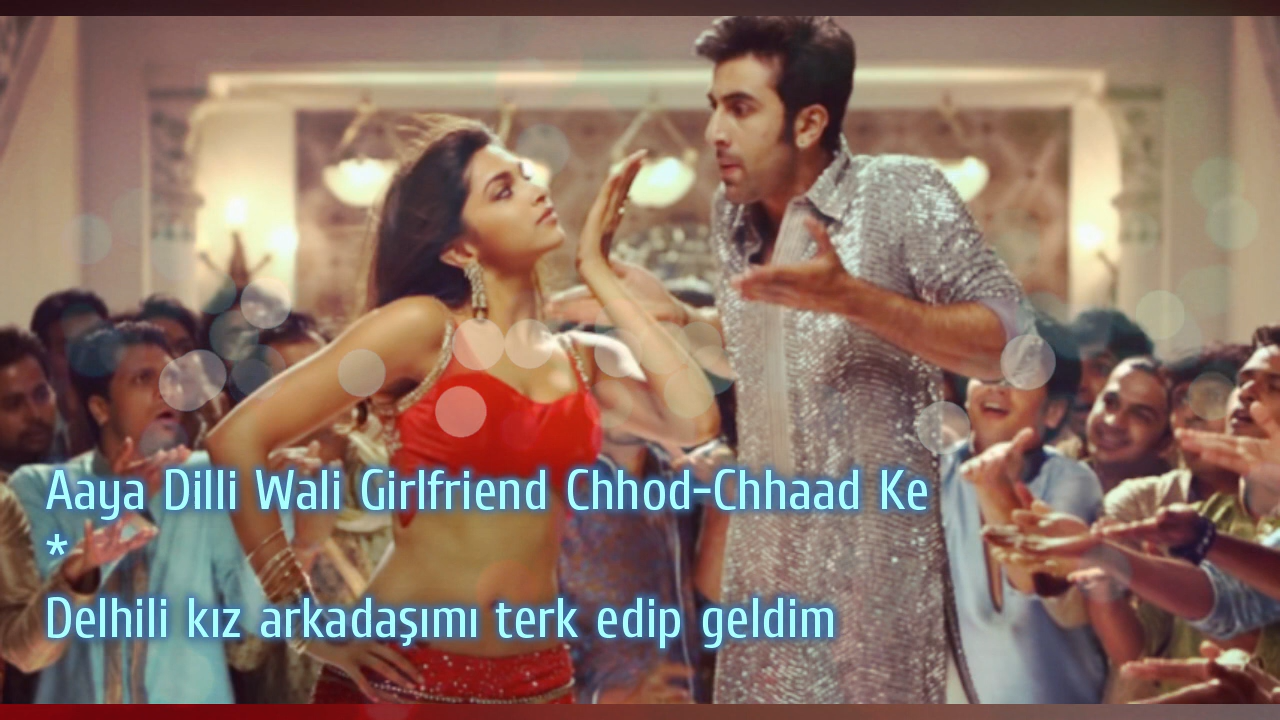 Aaya Dilli Wali Girlfriend Chhod-Chhaad Ke
*
Delhili kız arkadaşımı terk edip geldim